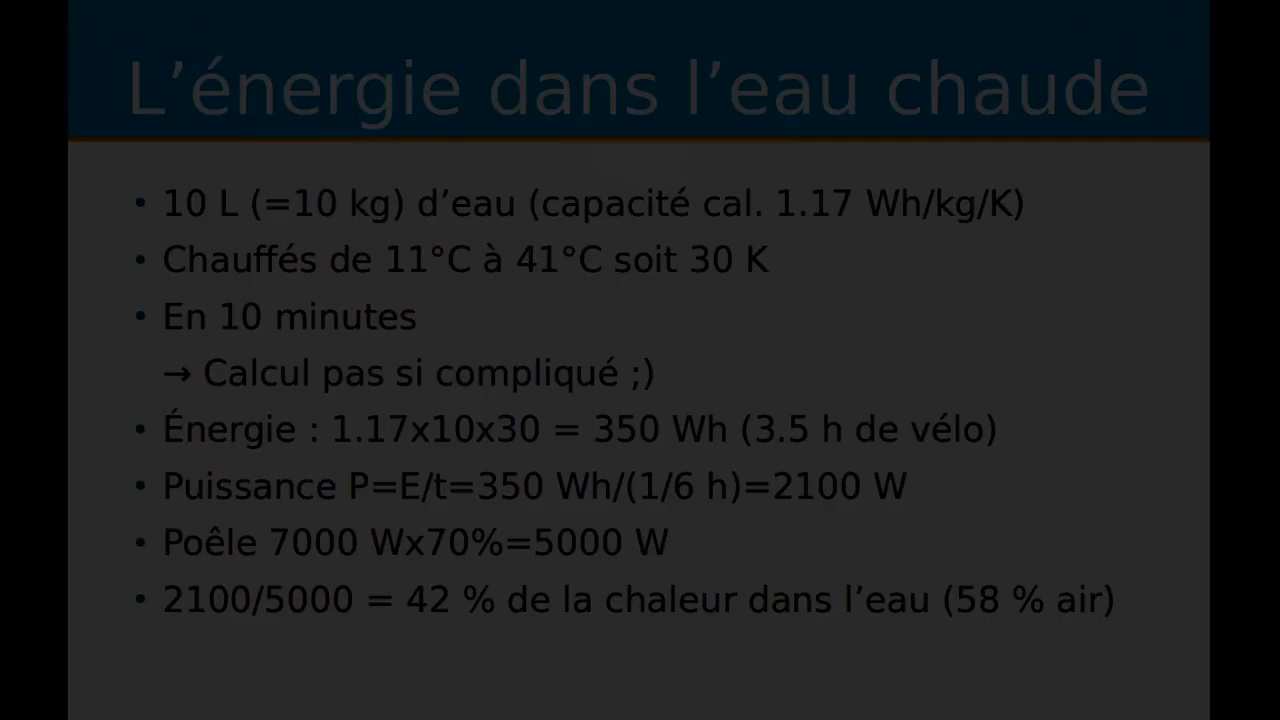 L’énergie dans l’eau chaude
• 10 L (=10 kg) d’eau (capacité cal. 1.17 Wh/kg/K)
• Chauffés de 11°C à 41°C soit 30 K
• En 10 minutes
→ Calcul pas si compliqué ;)
• Énergie : 1.17x10x30 = 350 Wh (3.5 h de vélo)
• Puissance P=E/t=350 Wh/(1/6 h)=2100 W
• Poêle 7000 Wx70%=5000 W
• 2100/5000 = 42 % de la chaleur dans l’eau (58 % air)